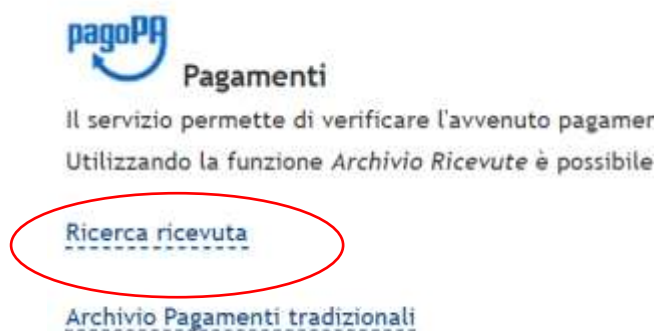 pagoPA
Pagamenti
Il servizio permette di verificare l'avvenuto
Utilizzando la funzione Archivio Ricevute è possibile
Ricerca ricevuta
Archivio Pagamenti tradizionali